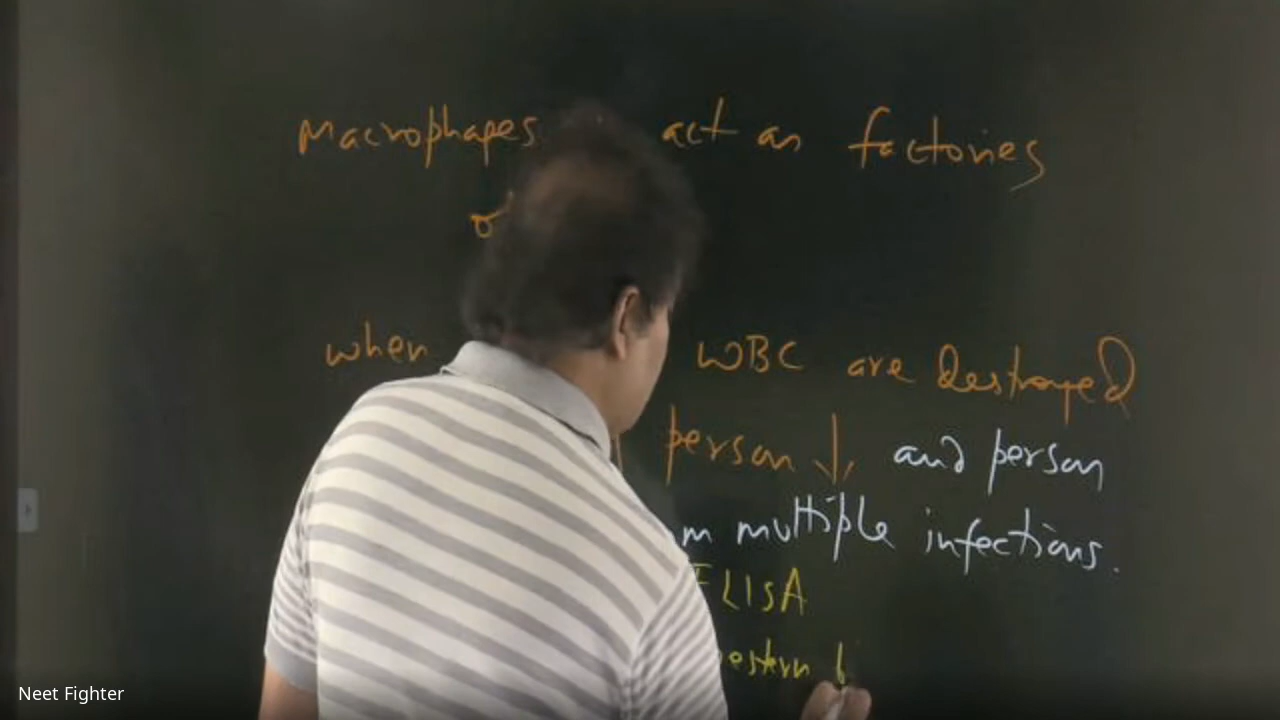 Macrophages act as factories
when WBC are Destroyed
person ↓ and person
multiple infections.
ELISA
western
Neet Fighter